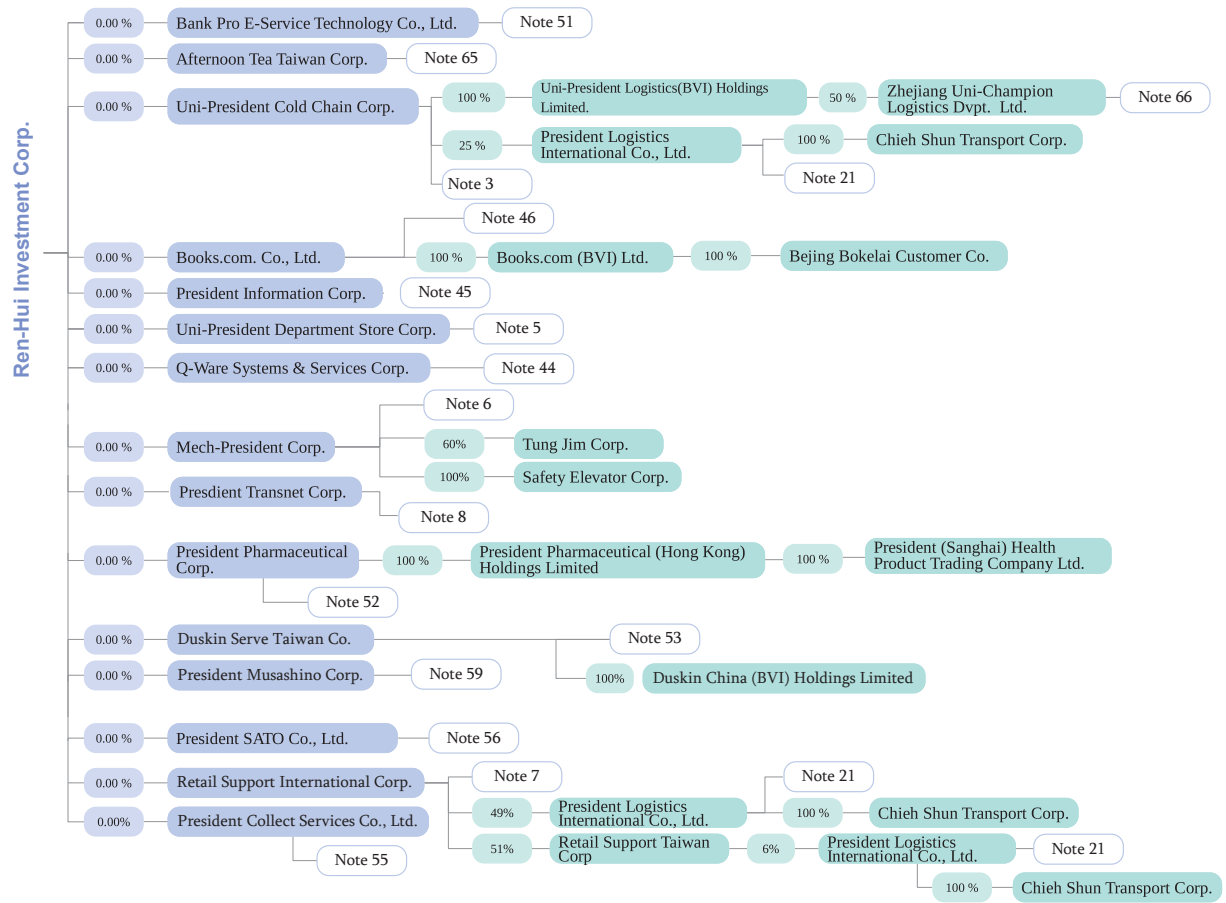 Ren-Hui Investment Corp.
0.00 % Bank Pro E-Service Technology Co., Ltd. Note 51
0.00 % Afternoon Tea Taiwan Corp. Note 65
0.00 % Uni-President Cold Chain Corp.
100 % Uni-President Logistics(BVI) Holdings
Limited.
50 % Zhejiang Uni-Champion
Logistics Dvpt. Ltd.
Note 66
25 % President Logistics
International Co., Ltd.
100 % Chieh Shun Transport Corp.
Note 21
Note 3
Note 46
0.00 % Books.com. Co., Ltd. 100 % Books.com (BVI) Ltd. 100 % Bejing Bokelai Customer Co.
0.00 % President Information Corp. Note 45
0.00 % Uni-President Department Store Corp. Note 5
0.00 % Q-Ware Systems & Services Corp. Note 44
Note 6
0.00 % Mech-President Corp.
60% Tung Jim Corp.
100% Safety Elevator Corp.
0.00 % Presdient Transnet Corp.
Note 8
0.00 % President Pharmaceutical
Corp.
100 % President Pharmaceutical (Hong Kong)
Holdings Limited
100 % President (Sanghai) Health
Product Trading Company Ltd.
Note 52
0.00 % Duskin Serve Taiwan Co. Note 53
100% Duskin China (BVI) Holdings Limited
0.00 % President Musashino Corp. Note 59
0.00 % President SATO Co., Ltd. Note 56
0.00 % Retail Support International Corp.
Note 7
49% President Logistics
International Co., Ltd.
Note 21
100 % Chieh Shun Transport Corp.
51% Retail Support Taiwan
Corp
6% President Logistics
International Co., Ltd.
Note 21
100 % Chieh Shun Transport Corp.
0.00% President Collect Services Co., Ltd.
Note 55